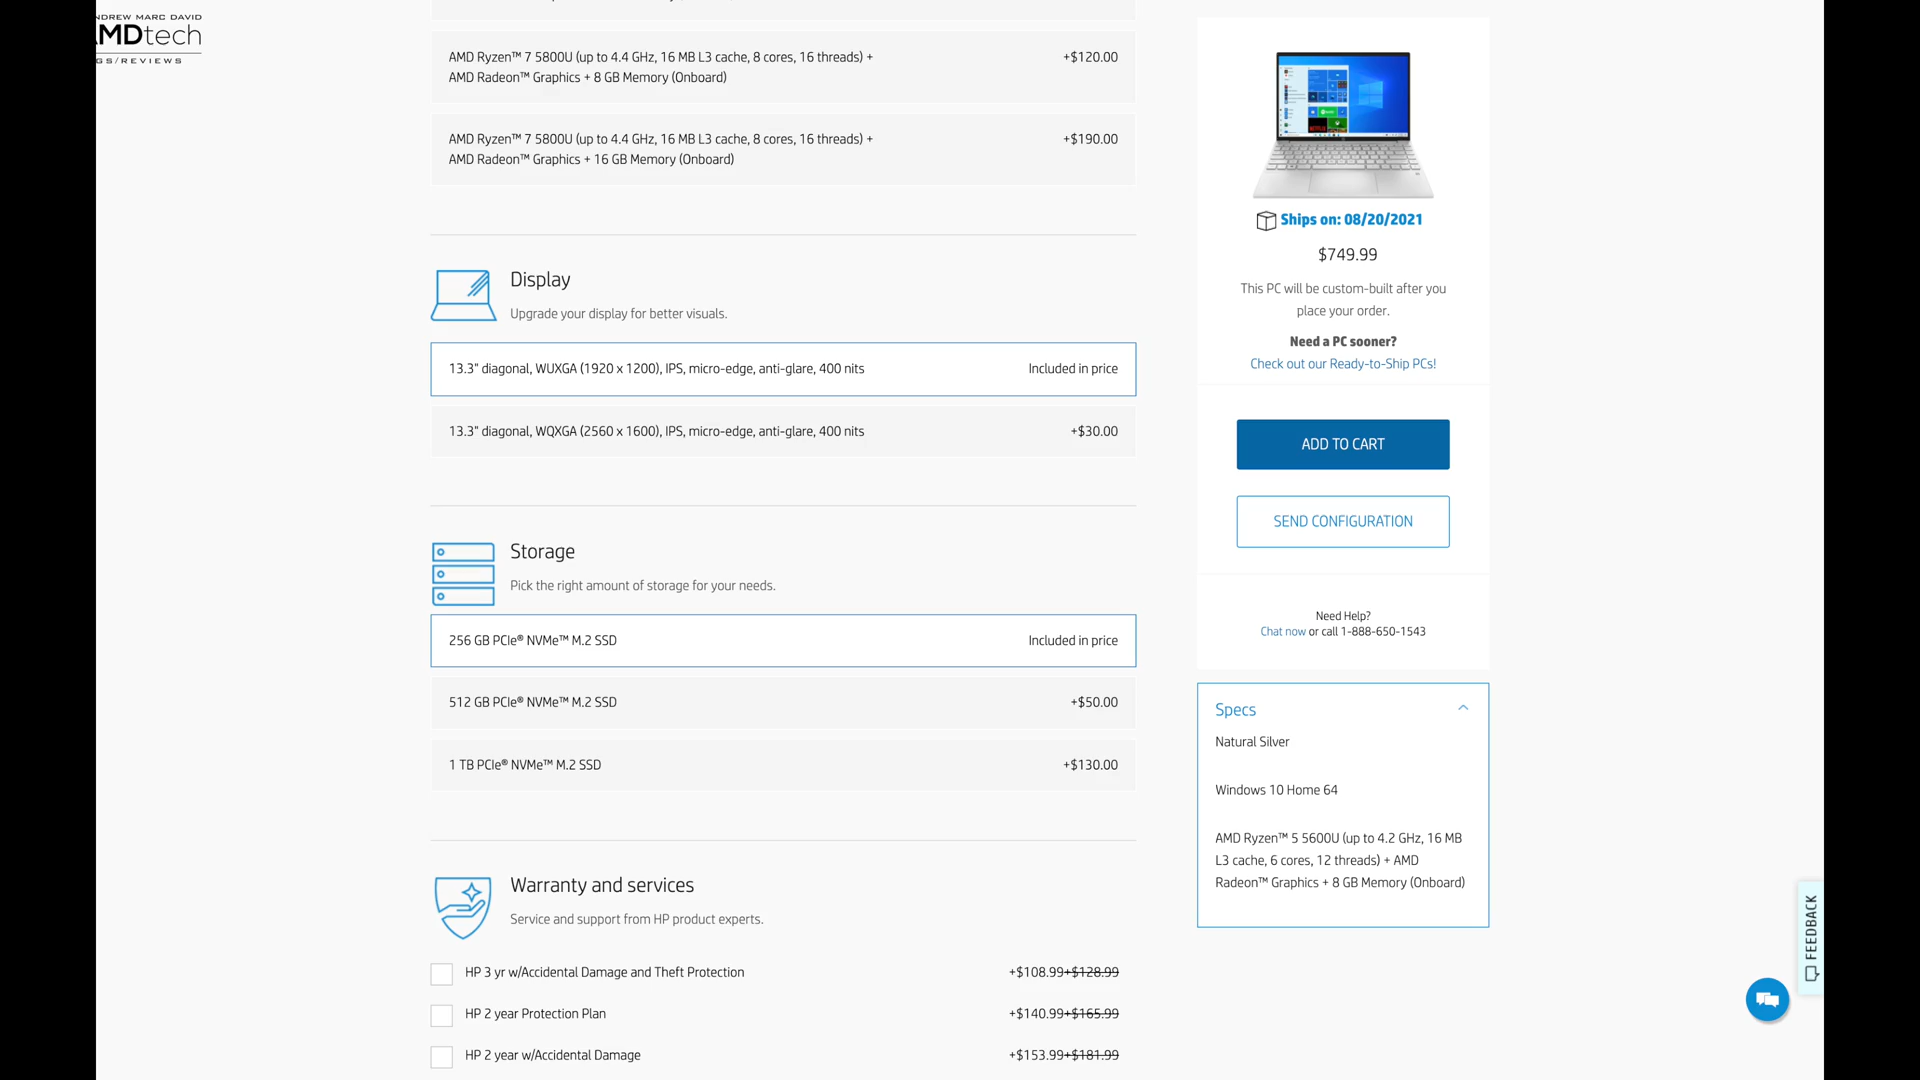 NDREW MARC DAVID
MDtech
GS/REVIEWS
AMD Ryzen™ 7 5800U (up to 4.4 GHz, 16 MB L3 cache, 8 cores, 16 threads) +
AMD Radeon™ Graphics + 8 GB Memory (Onboard)
+$120.00
AMD Ryzen™ 7 5800U (up to 4.4 GHz, 16 MB L3 cache, 8 cores, 16 threads) +
AMD Radeon™ Graphics + 16 GB Memory (Onboard)
+$190.00
Display
Upgrade your display for better visuals.
13.3" diagonal, WUXGA (1920 x 1200), IPS, micro-edge, anti-glare, 400 nits
Included in price
13.3" diagonal, WQXGA (2560 x 1600), IPS, micro-edge, anti-glare, 400 nits
+$30.00
Storage
Pick the right amount of storage for your needs.
256 GB PCIe® NVMe™ M.2 SSD
Included in price
512 GB PCIe® NVMe™ M.2 SSD
+$50.00
1 TB PCIe® NVMe™ M.2 SSD
+$130.00
Warranty and services
Service and support from HP product experts.
HP 3 yr w/Accidental Damage and Theft Protection
+$108.99+$128.99
HP 2 year Protection Plan
+$140.99+$165.99
HP 2 year w/Accidental Damage
+$153.99+$181.99
Ships on: 08/20/2021
$749.99
This PC will be custom-built after you
place your order.
Need a PC sooner?
Check out our Ready-to-Ship PCs!
ADD TO CART
SEND CONFIGURATION
Need Help?
Chat now or call 1-888-650-1543
Specs
Natural Silver
Windows 10 Home 64
AMD Ryzen™ 5 5600U (up to 4.2 GHz, 16 MB
L3 cache, 6 cores, 12 threads) + AMD
Radeon™ Graphics + 8 GB Memory (Onboard)
FEEDBACK